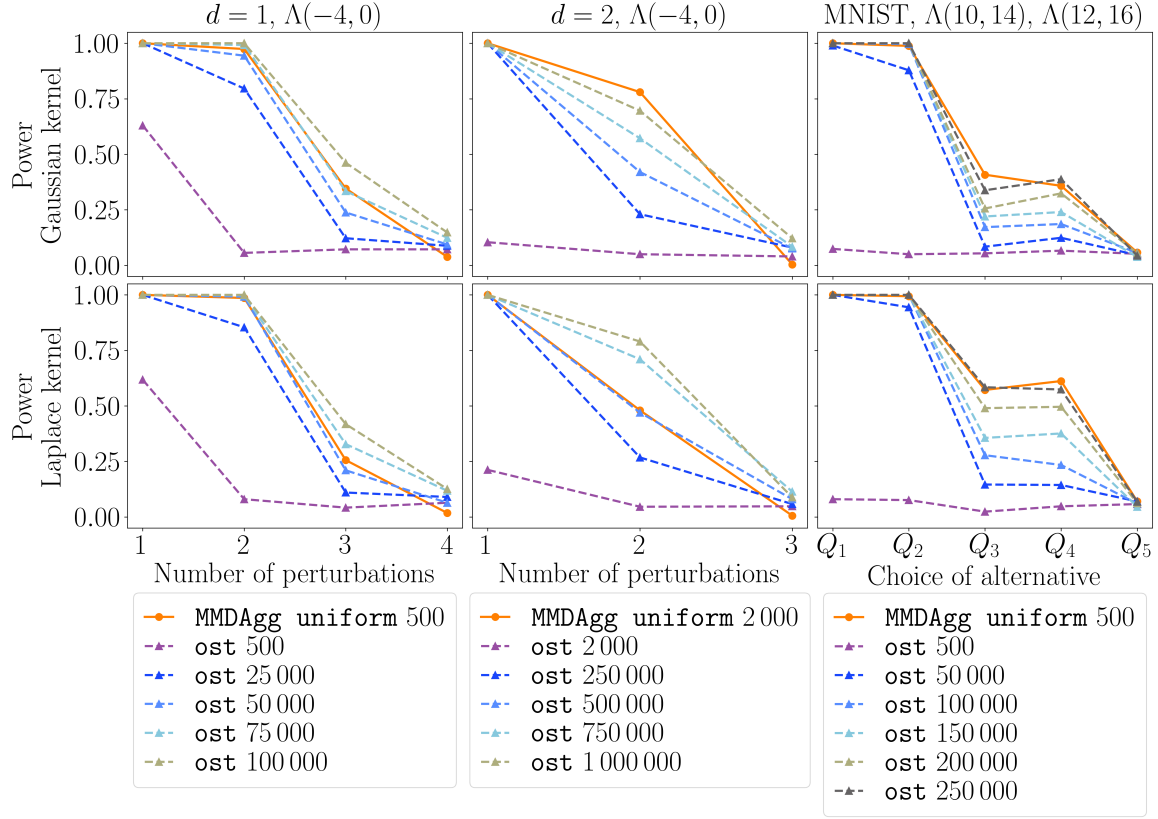 d = 1, Λ(−4, 0)
d = 2, Λ(−4, 0)
MNIST, Λ(10, 14), Λ(12, 16)
Power
Gaussian kernel
1.00
0.75
0.50
0.25
0.00
Power
Laplace kernel
1.00
0.75
0.50
0.25
0.00
1 2 3 4
Number of perturbations
1 2 3
Number of perturbations
Q₁ Q₂ Q₃ Q₄ Q₅
Choice of alternative
MMDAgg uniform 500
ost 500
ost 25 000
ost 50 000
ost 75 000
ost 100 000
MMDAgg uniform 2 000
ost 2 000
ost 250 000
ost 500 000
ost 750 000
ost 1 000 000
MMDAgg uniform 500
ost 500
ost 50 000
ost 100 000
ost 150 000
ost 200 000
ost 250 000